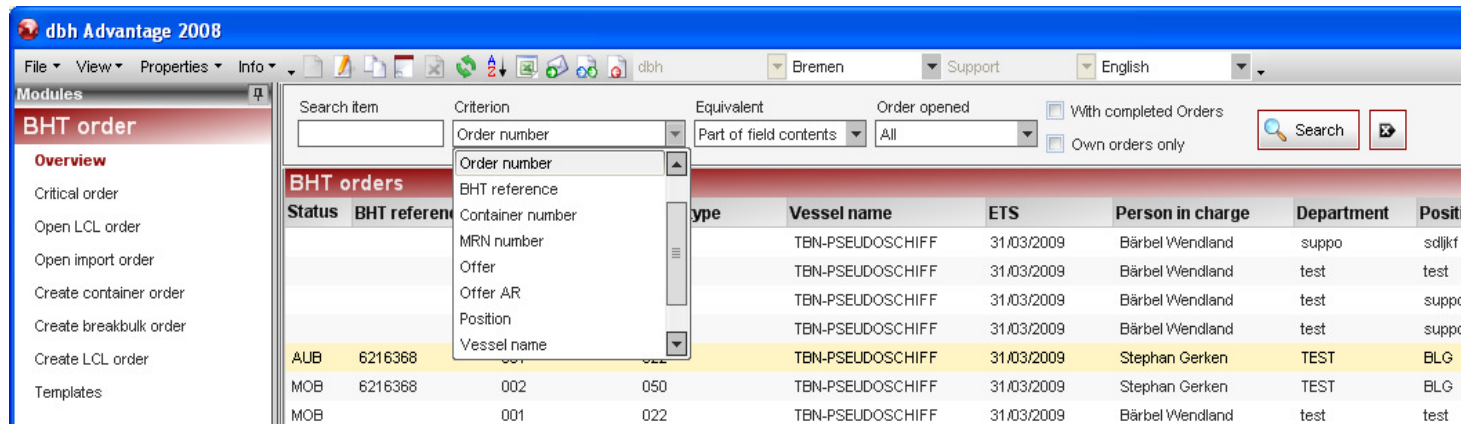 dbh Advantage 2008
File View Properties Info dbh Bremen Support English
Modules
BHT order
Overview
Critical order
Open LCL order
Open import order
Create container order
Create breakbulk order
Create LCL order
Templates
Search item Criterion Equivalent Order opened With completed Orders
Order number Part of field contents All Own orders only Search
Order number
BHT reference
Container number
MRN number
Offer
Offer AR
Position
Vessel name
BHT orders
Status BHT referen ype Vessel name ETS Person in charge Department Positi
TBN-PSEUDOSCHIFF 31/03/2009 Bärbel Wendland suppo sdljkf
TBN-PSEUDOSCHIFF 31/03/2009 Bärbel Wendland test test
TBN-PSEUDOSCHIFF 31/03/2009 Bärbel Wendland test suppo
TBN-PSEUDOSCHIFF 31/03/2009 Bärbel Wendland test suppo
AUB 6216368 TBN-PSEUDOSCHIFF 31/03/2009 Stephan Gerken TEST BLG
MOB 6216368 002 050 TBN-PSEUDOSCHIFF 31/03/2009 Stephan Gerken TEST BLG
MOB 001 022 TBN-PSEUDOSCHIFF 31/03/2009 Bärbel Wendland test test